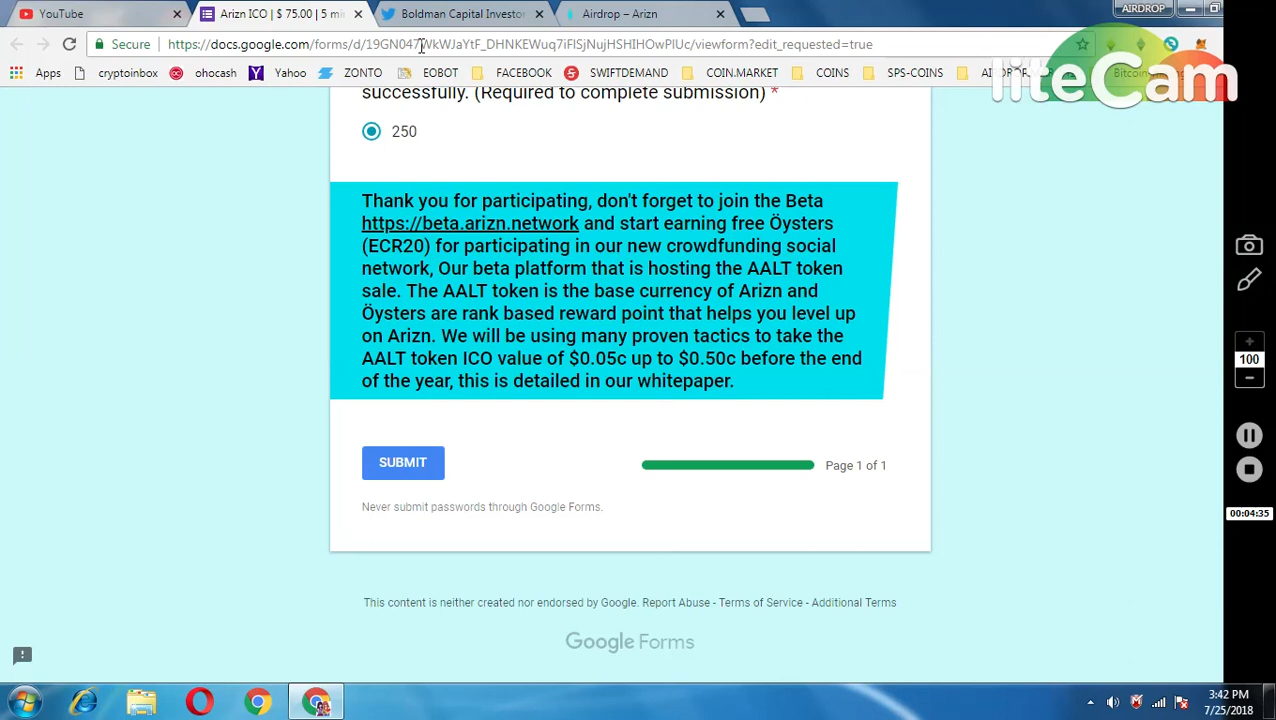 YouTube
Arizn ICO | $ 75.00 | 5 mi
Boldman Capital Investo
Airdrop – Arizn
AIRDROP
Secure
https://docs.google.com/forms/d/19GN047
/viewform?edit_requested=true
Apps
cryptoinbox
ohocash
Yahoo
EOBOT
FACEBOOK
SWIFTDEMAND
COIN.MARKET
COINS
SPS-COINS
liteCam
successfully. (Required to complete submission) *
250
Thank you for participating, don't forget to join the Beta
https://beta.arizn.network and start earning free Öysters
(ECR20) for participating in our new crowdfunding social
network, Our beta platform that is hosting the AALT token
sale. The AALT token is the base currency of Arizn and
Öysters are rank based reward point that helps you level up
on Arizn. We will be using many proven tactics to take the
AALT token ICO value of $0.05c up to $0.50c before the end
of the year, this is detailed in our whitepaper.
SUBMIT
Page 1 of 1
Never submit passwords through Google Forms.
This content is neither created nor endorsed by Google. Report Abuse - Terms of Service - Additional Terms
Google Forms
100
00:04:35
3:42 PM
7/25/2018